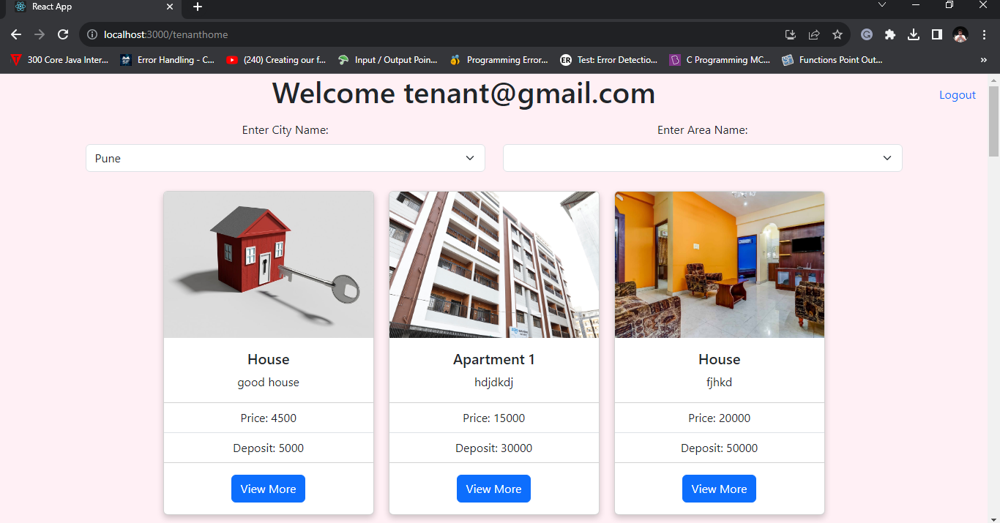 React App
localhost:3000/tenanthome
300 Core Java Inter...
Error Handling - C...
(240) Creating our f...
Input / Output Poin...
Programming Error...
ER
Test: Error Detectio...
C Programming MC...
Functions Point Out...
»
Welcome tenant@gmail.com
Logout
Enter City Name:
Enter Area Name:
Pune
House
Apartment 1
House
good house
hdjdkdj
fjhkd
Price: 4500
Price: 15000
Price: 20000
Deposit: 5000
Deposit: 30000
Deposit: 50000
View More
View More
View More